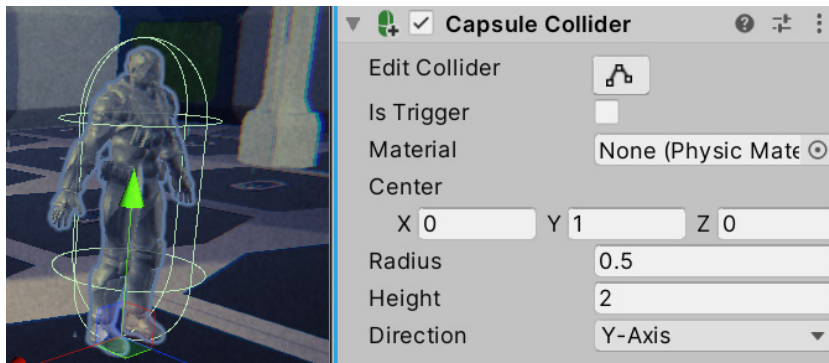 Capsule Collider
Edit Collider
Is Trigger
Material None (Physic Mate
Center
X 0 Y 1 Z 0
Radius 0.5
Height 2
Direction Y-Axis